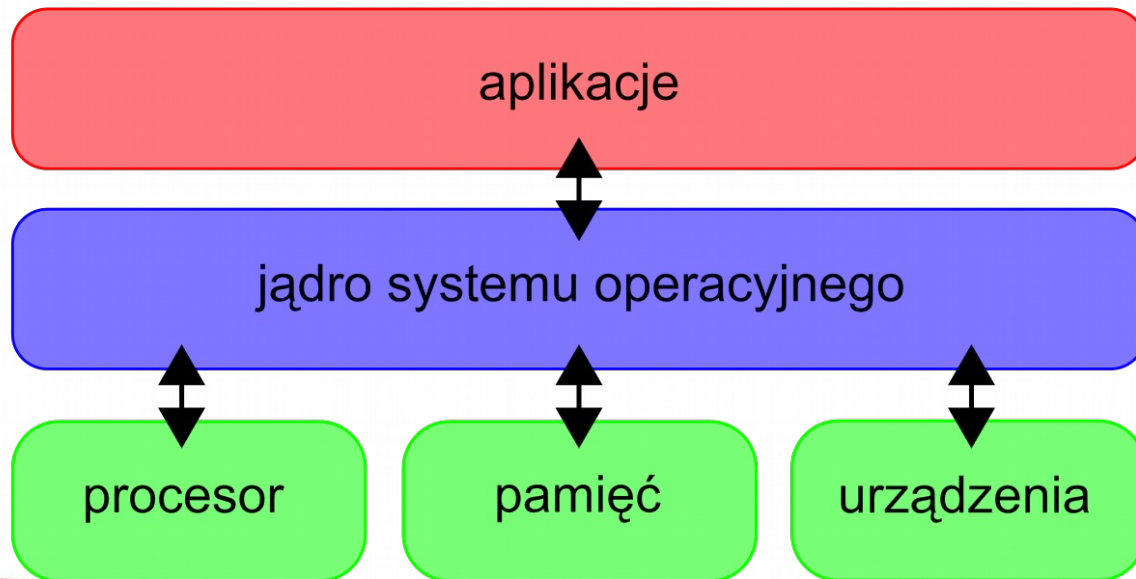 aplikacje
jądro systemu operacyjnego
procesor
pamięć
urządzenia